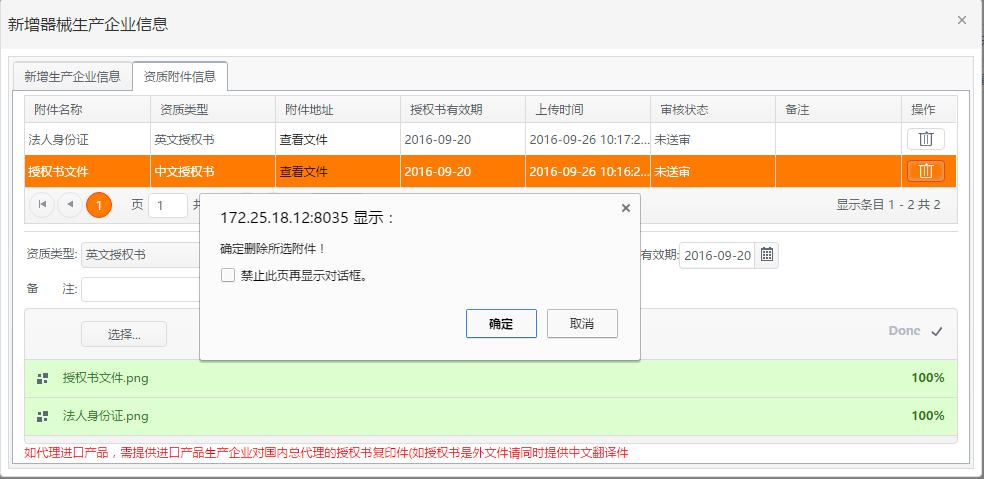 新增器械生产企业信息
新增生产企业信息 资质附件信息
附件名称 资质类型 附件地址 授权书有效期 上传时间 审核状态 备注 操作
法人身份证 英文授权书 查看文件 2016-09-20 2016-09-26 10:17:2... 未送审
授权书文件 中文授权书 查看文件 2016-09-20 2016-09-26 10:16:2... 未送审
1 页 1 显示条目 1 - 2 共 2
172.25.18.12:8035 显示：
确定删除所选附件！
禁止此页再显示对话框。
确定 取消
资质类型: 英文授权书 有效期: 2016-09-20
备 注:
选择... Done
授权书文件.png 100%
法人身份证.png 100%
如代理进口产品，需提供进口产品生产企业对国内总代理的授权书复印件(如授权书是外文件请同时提供中文翻译件